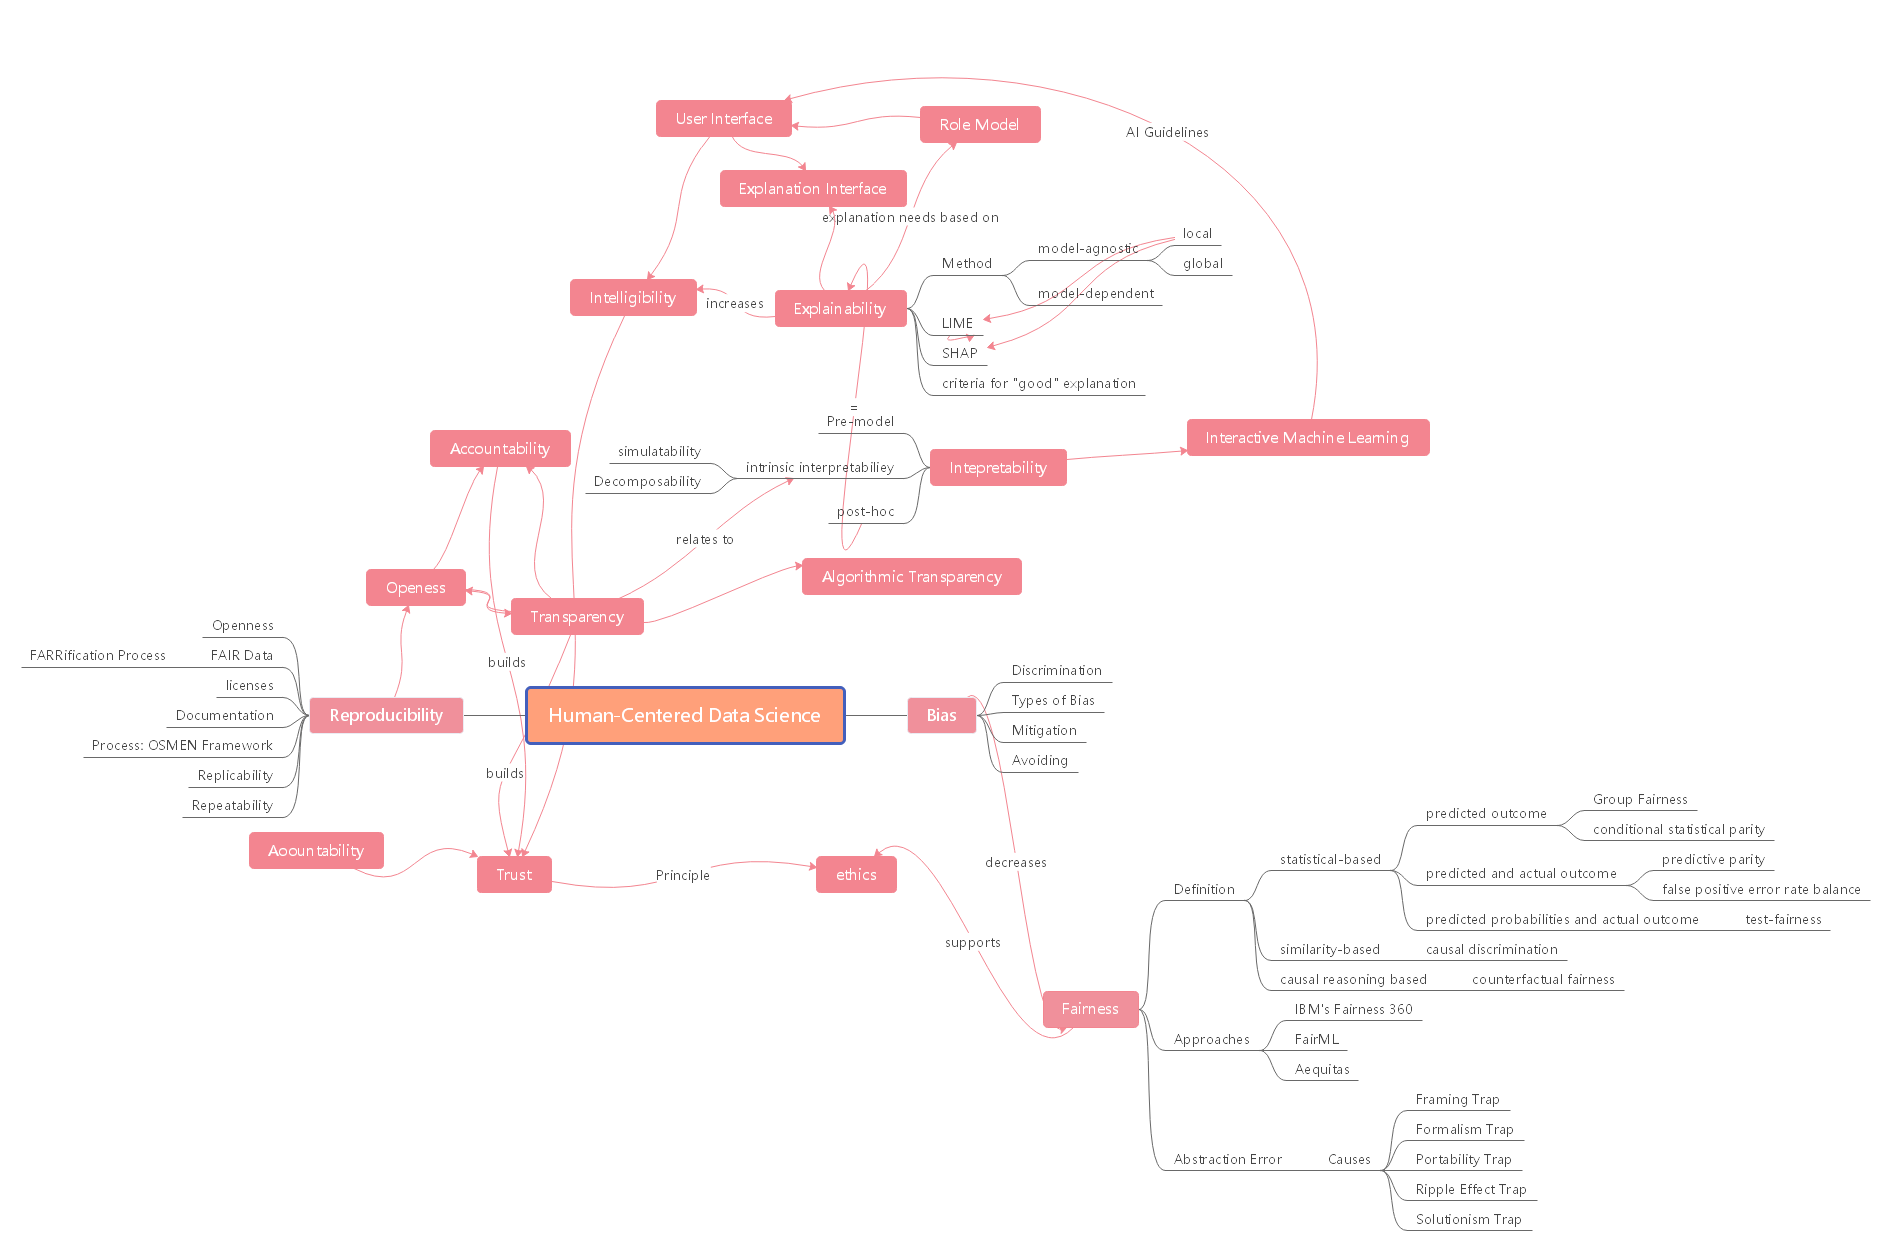 User Interface
Role Model
AI Guidelines
Explanation Interface
explanation needs based on
local
model-agnostic
Method
global
model-dependent
Intelligibility
increases
Explainability
LIME
SHAP
criteria for "good" explanation
=
Pre-model
Accountability
simulatability
intrinsic interpretabiliey
Decomposability
Intepretability
Interactive Machine Learning
post-hoc
relates to
Algorithmic Transparency
Openess
Transparency
Openness
FARRification Process
FAIR Data
licenses
Documentation
Process: OSMEN Framework
Replicability
Repeatability
Reproducibility
builds
Human-Centered Data Science
Bias
Discrimination
Types of Bias
Mitigation
Avoiding
builds
Aoountability
Trust
Principle
ethics
decreases
supports
Fairness
Definition
statistical-based
predicted outcome
Group Fairness
conditional statistical parity
predicted and actual outcome
predictive parity
false positive error rate balance
predicted probabilities and actual outcome
test-fairness
similarity-based
causal discrimination
causal reasoning based
counterfactual fairness
Approaches
IBM's Fairness 360
FairML
Aequitas
Abstraction Error
Causes
Framing Trap
Formalism Trap
Portability Trap
Ripple Effect Trap
Solutionism Trap